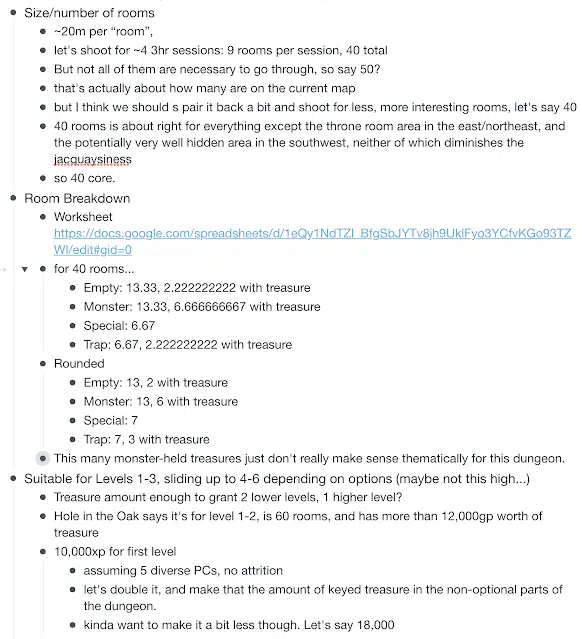 Size/number of rooms
~20m per “room”,
let's shoot for ~4 3hr sessions: 9 rooms per session, 40 total
But not all of them are necessary to go through, so say 50?
that's actually about how many are on the current map
but I think we should s pair it back a bit and shoot for less, more interesting rooms, let's say 40
40 rooms is about right for everything except the throne room area in the east/northeast, and
the potentially very well hidden area in the southwest, neither of which diminishes the
jacquaysiness
so 40 core.
Room Breakdown
Worksheet
https://docs.google.com/spreadsheets/d/1eQy1NdTZI_BfgSbJYTv8jh9UklFyo3YCfvKGo93TZ
WI/edit#gid=0
for 40 rooms...
Empty: 13.33, 2.222222222 with treasure
Monster: 13.33, 6.666666667 with treasure
Special: 6.67
Trap: 6.67, 2.222222222 with treasure
Rounded
Empty: 13, 2 with treasure
Monster: 13, 6 with treasure
Special: 7
Trap: 7, 3 with treasure
This many monster-held treasures just don't really make sense thematically for this dungeon.
Suitable for Levels 1-3, sliding up to 4-6 depending on options (maybe not this high...)
Treasure amount enough to grant 2 lower levels, 1 higher level?
Hole in the Oak says it's for level 1-2, is 60 rooms, and has more than 12,000gp worth of
treasure
10,000xp for first level
assuming 5 diverse PCs, no attrition
let's double it, and make that the amount of keyed treasure in the non-optional parts of
the dungeon.
kinda want to make it a bit less though. Let's say 18,000